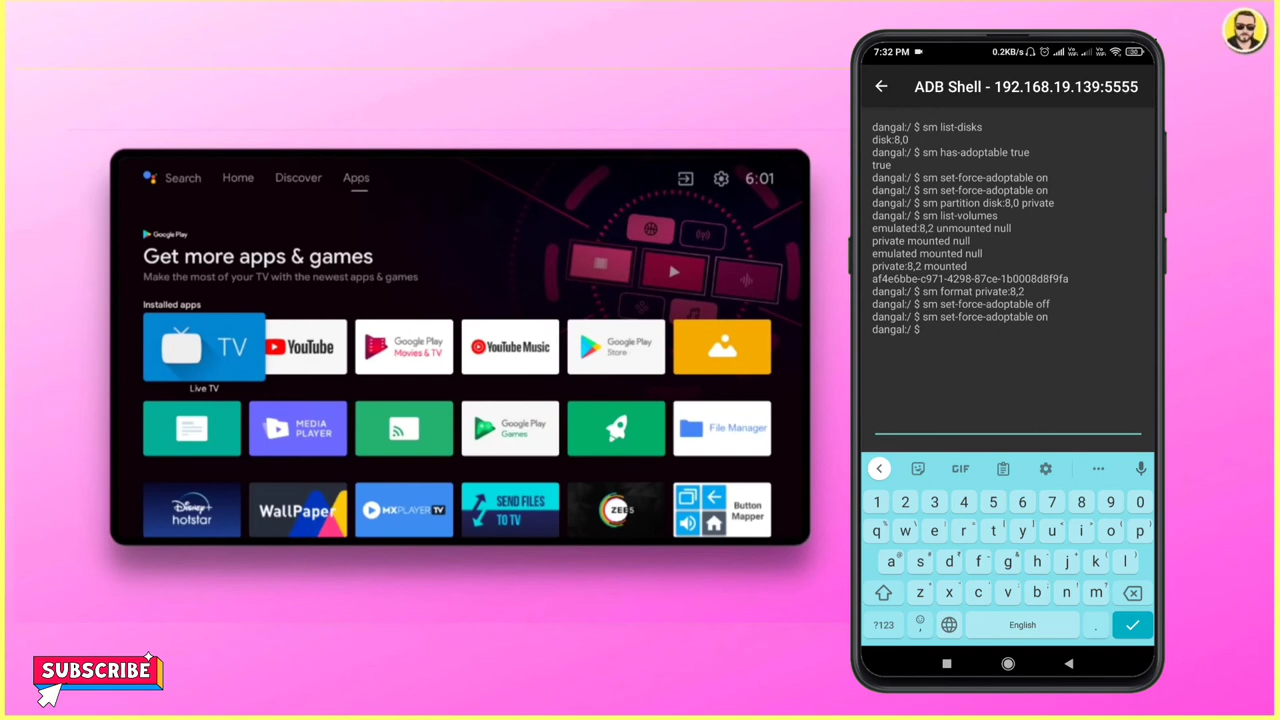 Search
Home
Discover
Apps
6:01
Google Play
Get more apps & games
Make the most of your TV with the newest apps & games
Installed apps
TV
YouTube
Google Play
Movies & TV
YouTube Music
Google Play
Store
Live TV
MEDIA
PLAYER
Google Play
Games
File Manager
Disney+
hotstar
WallPaper
MXPLAYER TV
SEND FILES
TO TV
ZEE5
Button
Mapper
SUBSCRIBE
7:32 PM
0.2KB/s
Vo
WiFi
Vo
WiFi
ADB Shell - 192.168.19.139:5555
dangal:/ $ sm list-disks
disk:8,0
dangal:/ $ sm has-adoptable true
true
dangal:/ $ sm set-force-adoptable on
dangal:/ $ sm set-force-adoptable on
dangal:/ $ sm partition disk:8,0 private
dangal:/ $ sm list-volumes
emulated:8,2 unmounted null
private mounted null
emulated mounted null
private:8,2 mounted
af4e6bbe-c971-4298-87ce-1b0008d8f9fa
dangal:/ $ sm format private:8,2
dangal:/ $ sm set-force-adoptable off
dangal:/ $ sm set-force-adoptable on
dangal:/ $
GIF
1 2 3 4 5 6 7 8 9 0
q w e r t y u i o p
a s d f g h j k l
z x c v b n m
?123 , English .